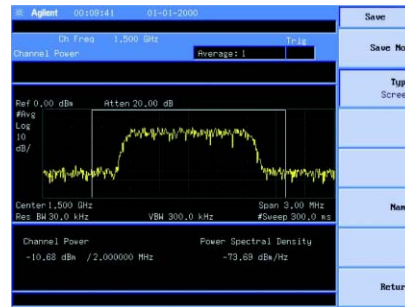 Agilent 00:09:41 01-01-2000
Save
Ch Freq 1.500 GHz Trig
Channel Power Average: 1
Save No
Typ
Scree
Ref 0.00 dBm Atten 20.00 dB
#Avg
Log
10
dB/
Center 1.500 GHz Span 3.00 MHz
Res BW 30.0 kHz VBW 300.0 kHz #Sweep 300.0 ms
Nam
Channel Power Power Spectral Density
-10.68 dBm /2.000000 MHz -73.69 dBm/Hz
Retur